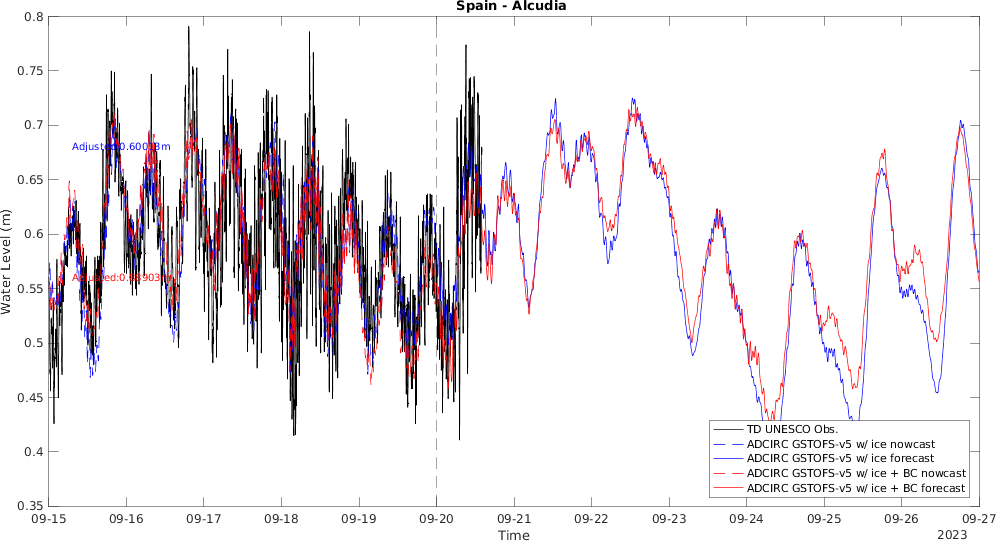 Spain - Alcudia
Water Level (m)
0.8
0.75
0.7
0.65
0.6
0.55
0.5
0.45
0.4
0.35
TD UNESCO Obs.
ADCIRC GSTOFS-v5 w/ ice nowcast
ADCIRC GSTOFS-v5 w/ ice forecast
ADCIRC GSTOFS-v5 w/ ice + BC nowcast
ADCIRC GSTOFS-v5 w/ ice + BC forecast
09-15 09-16 09-17 09-18 09-19 09-20 09-21 09-22 09-23 09-24 09-25 09-26 09-27
Time
2023